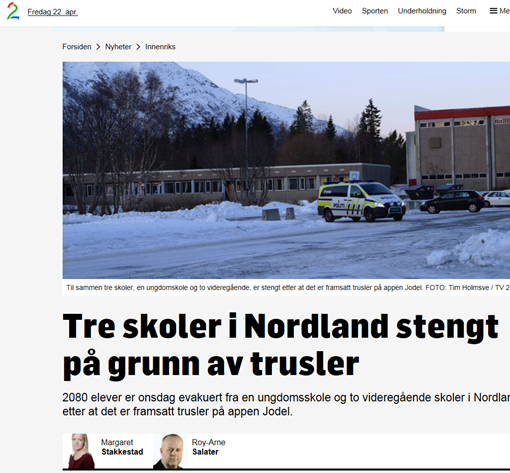 2
Fredag 22. apr.
Video Sporten Underholdning Storm Me
Forsiden > Nyheter > Innenriks
POLITI
Til sammen tre skoler, en ungdomskole og to videregående, er stengt etter at det er framsatt trusler på appen Jodel. FOTO: Tim Holmsve / TV 2
Tre skoler i Nordland stengt
på grunn av trusler
2080 elever er onsdag evakuert fra en ungdomsskole og to videregående skoler i Nordlan
etter at det er framsatt trusler på appen Jodel.
Margaret
Stakkestad
Roy-Arne
Salater